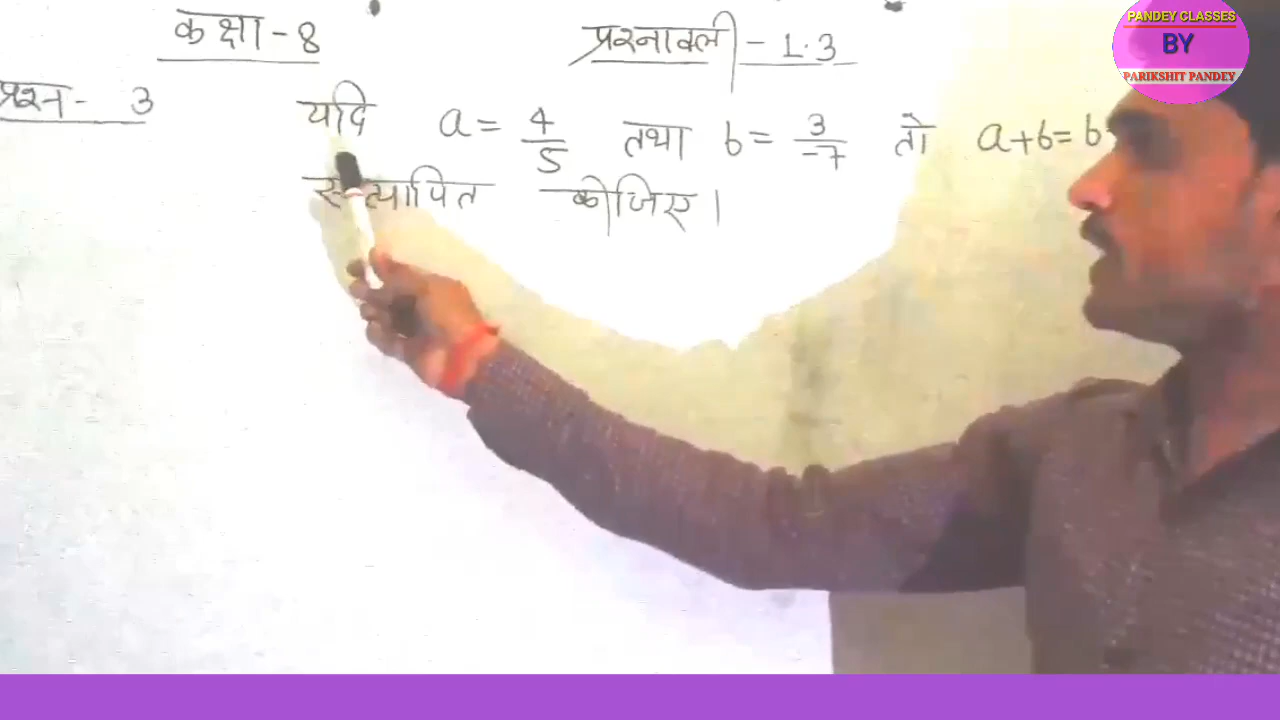 PANDEY CLASSES
BY
PARIKSHIT PANDEY
कक्षा - 8 प्रश्नावली - 1.3
प्रश्न - 3 यदि a = 4/5 तथा b = 3/-7 तो a+b = b
सत्यापित कीजिए।